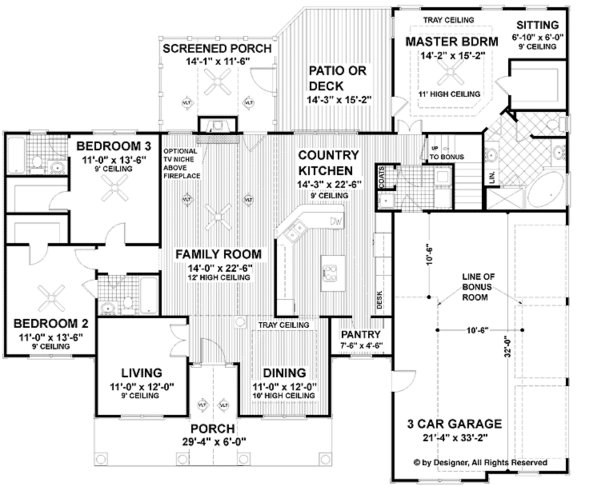 TRAY CEILING
SITTING
6'-10" x 6'-0"
9' CEILING
MASTER BDRM
14'-2" x 15'-2"
11' HIGH CEILING
SCREENED PORCH
14'-1" x 11'-6"
VLT
VLT
VLT
VLT
PATIO OR
DECK
14'-3" x 15'-2"
BEDROOM 3
11'-0" x 13'-6"
9' CEILING
OPTIONAL
TV NICHE
ABOVE
FIREPLACE
COUNTRY
KITCHEN
14'-3" x 22'-6"
9' CEILING
COATS
UP
TO BONUS
LIN.
FAMILY ROOM
14'-0" x 22'-6"
12' HIGH CEILING
10'-6"
LINE OF
BONUS
ROOM
DESK
BEDROOM 2
11'-0" x 13'-6"
9' CEILING
TRAY CEILING
10'-6"
32'-0"
PANTRY
7'-6" x 4'-6"
LIVING
11'-0" x 12'-0"
9' CEILING
DINING
11'-0" x 12'-0"
10' HIGH CEILING
VLT
VLT
PORCH
29'-4" x 6'-0"
3 CAR GARAGE
21'-4" x 33'-2"
© by Designer, All Rights Reserved